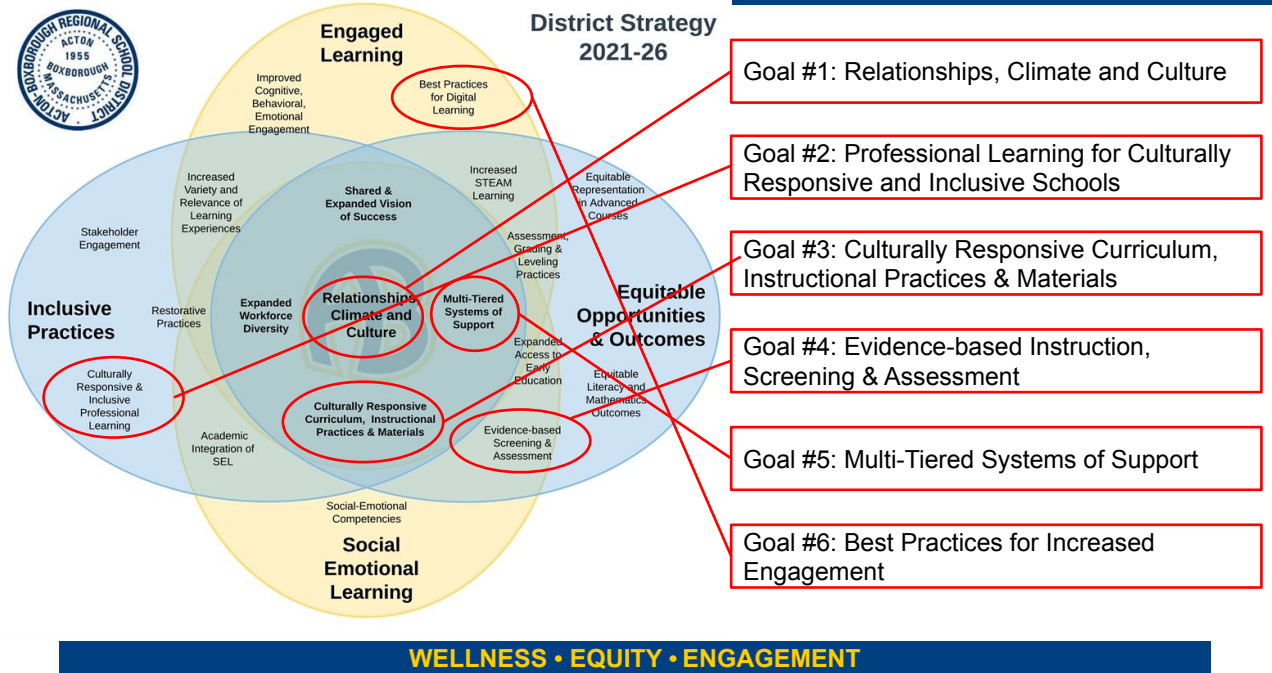 ACTON-BOXBOROUGH REGIONAL SCHOOL DISTRICT
ACTON
1955
BOXBOROUGH
MASSACHUSETTS
District Strategy
2021-26
Engaged
Learning
Improved
Cognitive,
Behavioral,
Emotional
Engagement
Best Practices
for Digital
Learning
Increased
Variety and
Relevance of
Learning
Experiences
Shared &
Expanded Vision
of Success
Increased
STEAM
Learning
Equitable
Representation
in Advanced
Courses
Stakeholder
Engagement
Assessment,
Grading &
Leveling
Practices
Inclusive
Practices
Restorative
Practices
Expanded
Workforce
Diversity
Relationships,
Climate and
Culture
Multi-Tiered
Systems of
Support
Equitable
Opportunities
& Outcomes
Expanded
Access to
Early
Education
Equitable
Literacy and
Mathematics
Outcomes
Culturally
Responsive &
Inclusive
Professional
Learning
Culturally Responsive
Curriculum, Instructional
Practices & Materials
Evidence-based
Screening &
Assessment
Academic
Integration of
SEL
Social-Emotional
Competencies
Social
Emotional
Learning
Goal #1: Relationships, Climate and Culture
Goal #2: Professional Learning for Culturally
Responsive and Inclusive Schools
Goal #3: Culturally Responsive Curriculum,
Instructional Practices & Materials
Goal #4: Evidence-based Instruction,
Screening & Assessment
Goal #5: Multi-Tiered Systems of Support
Goal #6: Best Practices for Increased
Engagement
WELLNESS • EQUITY • ENGAGEMENT